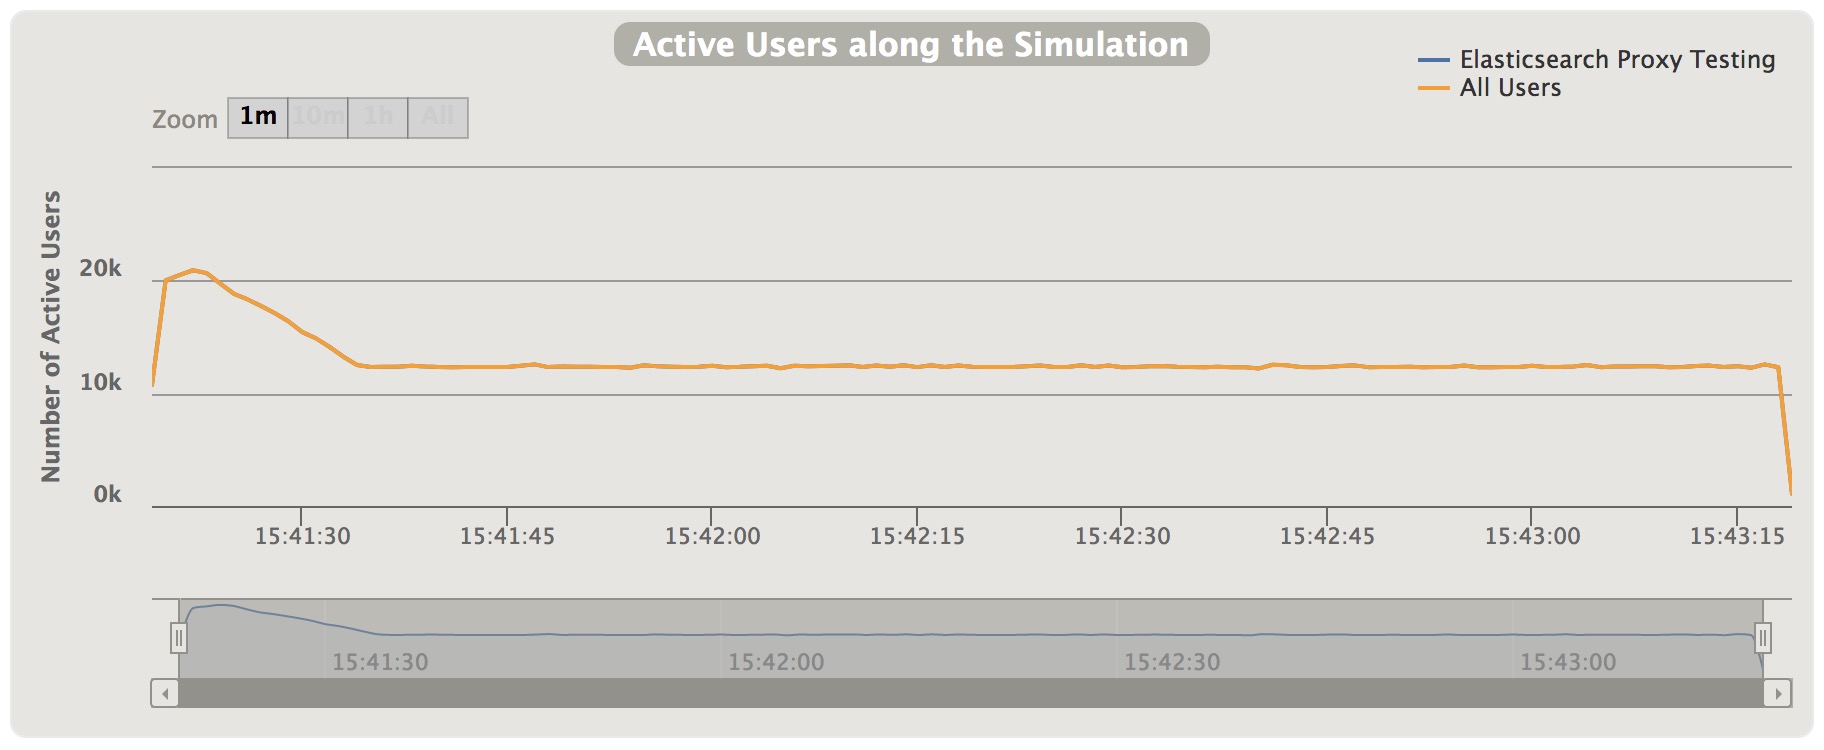 Active Users along the Simulation
Elasticsearch Proxy Testing
All Users
Zoom 1m 10m 1h All
Number of Active Users
20k
10k
0k
15:41:30 15:41:45 15:42:00 15:42:15 15:42:30 15:42:45 15:43:00 15:43:15
15:41:30 15:42:00 15:42:30 15:43:00